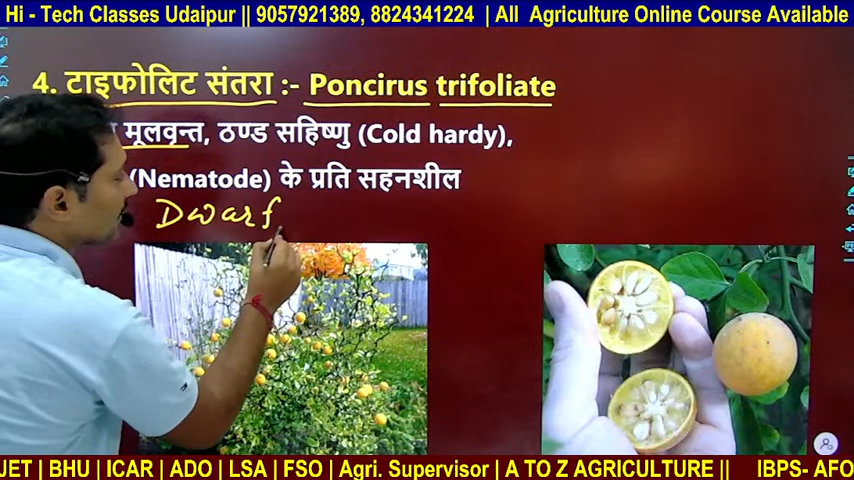 Hi - Tech Classes Udaipur || 9057921389, 8824341224 | All Agriculture Online Course Available
4. टाइफोलिट संतरा :- Poncirus trifoliate
मूलवृन्त, ठण्ड सहिष्णु (Cold hardy),
(Nematode) के प्रति सहनशील
Dwarf
JET | BHU | ICAR | ADO | LSA | FSO | Agri. Supervisor | A TO Z AGRICULTURE || IBPS- AFO